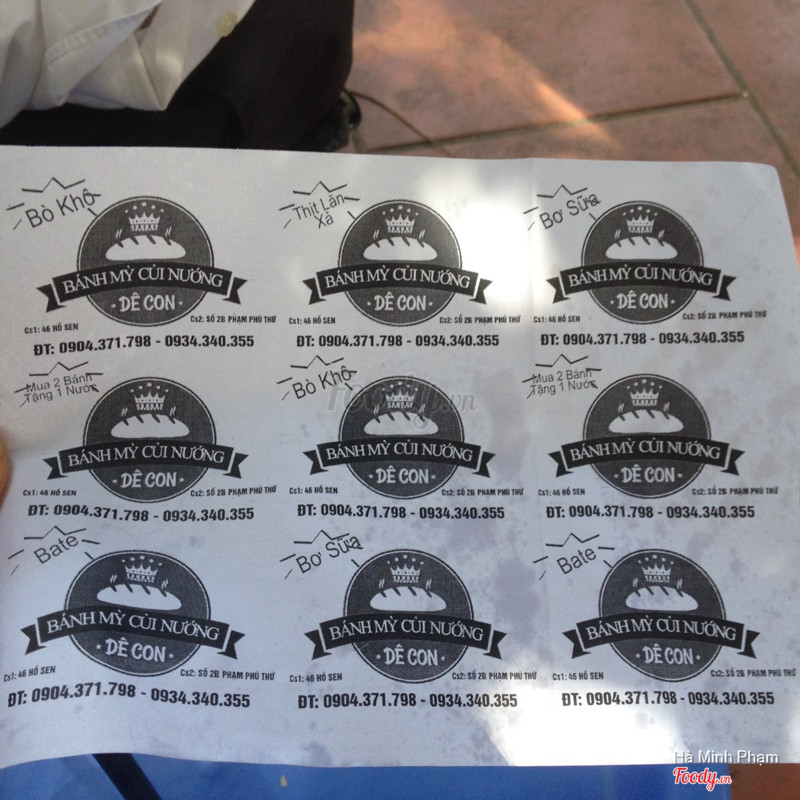 Bò Khô
BÁNH MỲ CỦI NƯỚNG
DÊ CON
Cs1: 46 HỒ SEN
Cs2: SỐ 2B PHẠM PHÚ THỨ
ĐT: 0904.371.798 - 0934.340.355
Thịt Lăn
Xả
BÁNH MỲ CỦI NƯỚNG
DÊ CON
Cs1: 46 HỒ SEN
Cs2: SỐ 2B PHẠM PHÚ THỨ
ĐT: 0904.371.798 - 0934.340.355
Bơ Sữa
BÁNH MỲ CỦI NƯỚNG
DÊ CON
Cs1: 46 HỒ SEN
Cs2: SỐ 2B PHẠM PHÚ THỨ
ĐT: 0904.371.798 - 0934.340.355
Mua 2 Bánh
Tặng 1 Nước
BÁNH MỲ CỦI NƯỚNG
DÊ CON
Cs1: 46 HỒ SEN
Cs2: SỐ 2B PHẠM PHÚ THỨ
ĐT: 0904.371.798 - 0934.340.355
Bò Khô
BÁNH MỲ CỦI NƯỚNG
DÊ CON
Cs1: 46 HỒ SEN
Cs2: SỐ 2B PHẠM PHÚ THỨ
ĐT: 0904.371.798 - 0934.340.355
Mua 2 Bánh
Tặng 1 Nước
BÁNH MỲ CỦI NƯỚNG
DÊ CON
Cs1: 46 HỒ SEN
Cs2: SỐ 2B PHẠM PHÚ THỨ
ĐT: 0904.371.798 - 0934.340.355
Bate
BÁNH MỲ CỦI NƯỚNG
DÊ CON
Cs1: 46 HỒ SEN
Cs2: SỐ 2B PHẠM PHÚ THỨ
ĐT: 0904.371.798 - 0934.340.355
Bơ Sữa
BÁNH MỲ CỦI NƯỚNG
DÊ CON
Cs1: 46 HỒ SEN
Cs2: SỐ 2B PHẠM PHÚ THỨ
ĐT: 0904.371.798 - 0934.340.355
Bate
BÁNH MỲ CỦI NƯỚNG
DÊ CON
Cs1: 46 HỒ SEN
Cs2: SỐ 2B PHẠM PHÚ THỨ
ĐT: 0904.371.798 - 0934.340.355
Foody.vn
Hà Minh Phạm
Foody.vn